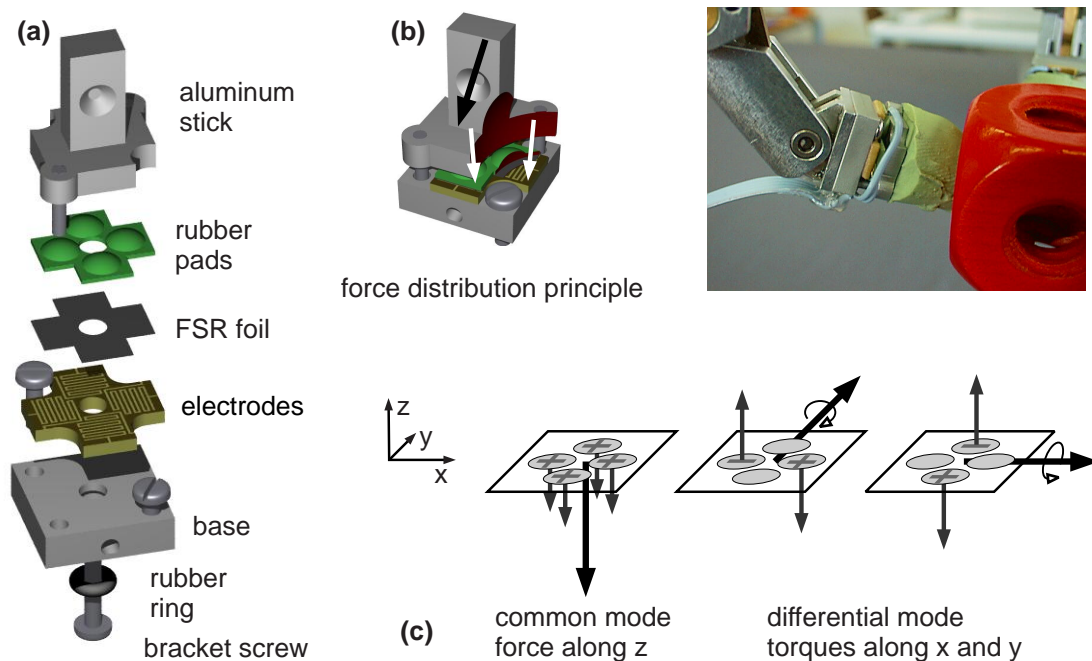 (a)
aluminum
stick
rubber
pads
FSR foil
electrodes
base
rubber
ring
bracket screw
(b)
force distribution principle
z
y
x
(c)
common mode
force along z
differential mode
torques along x and y